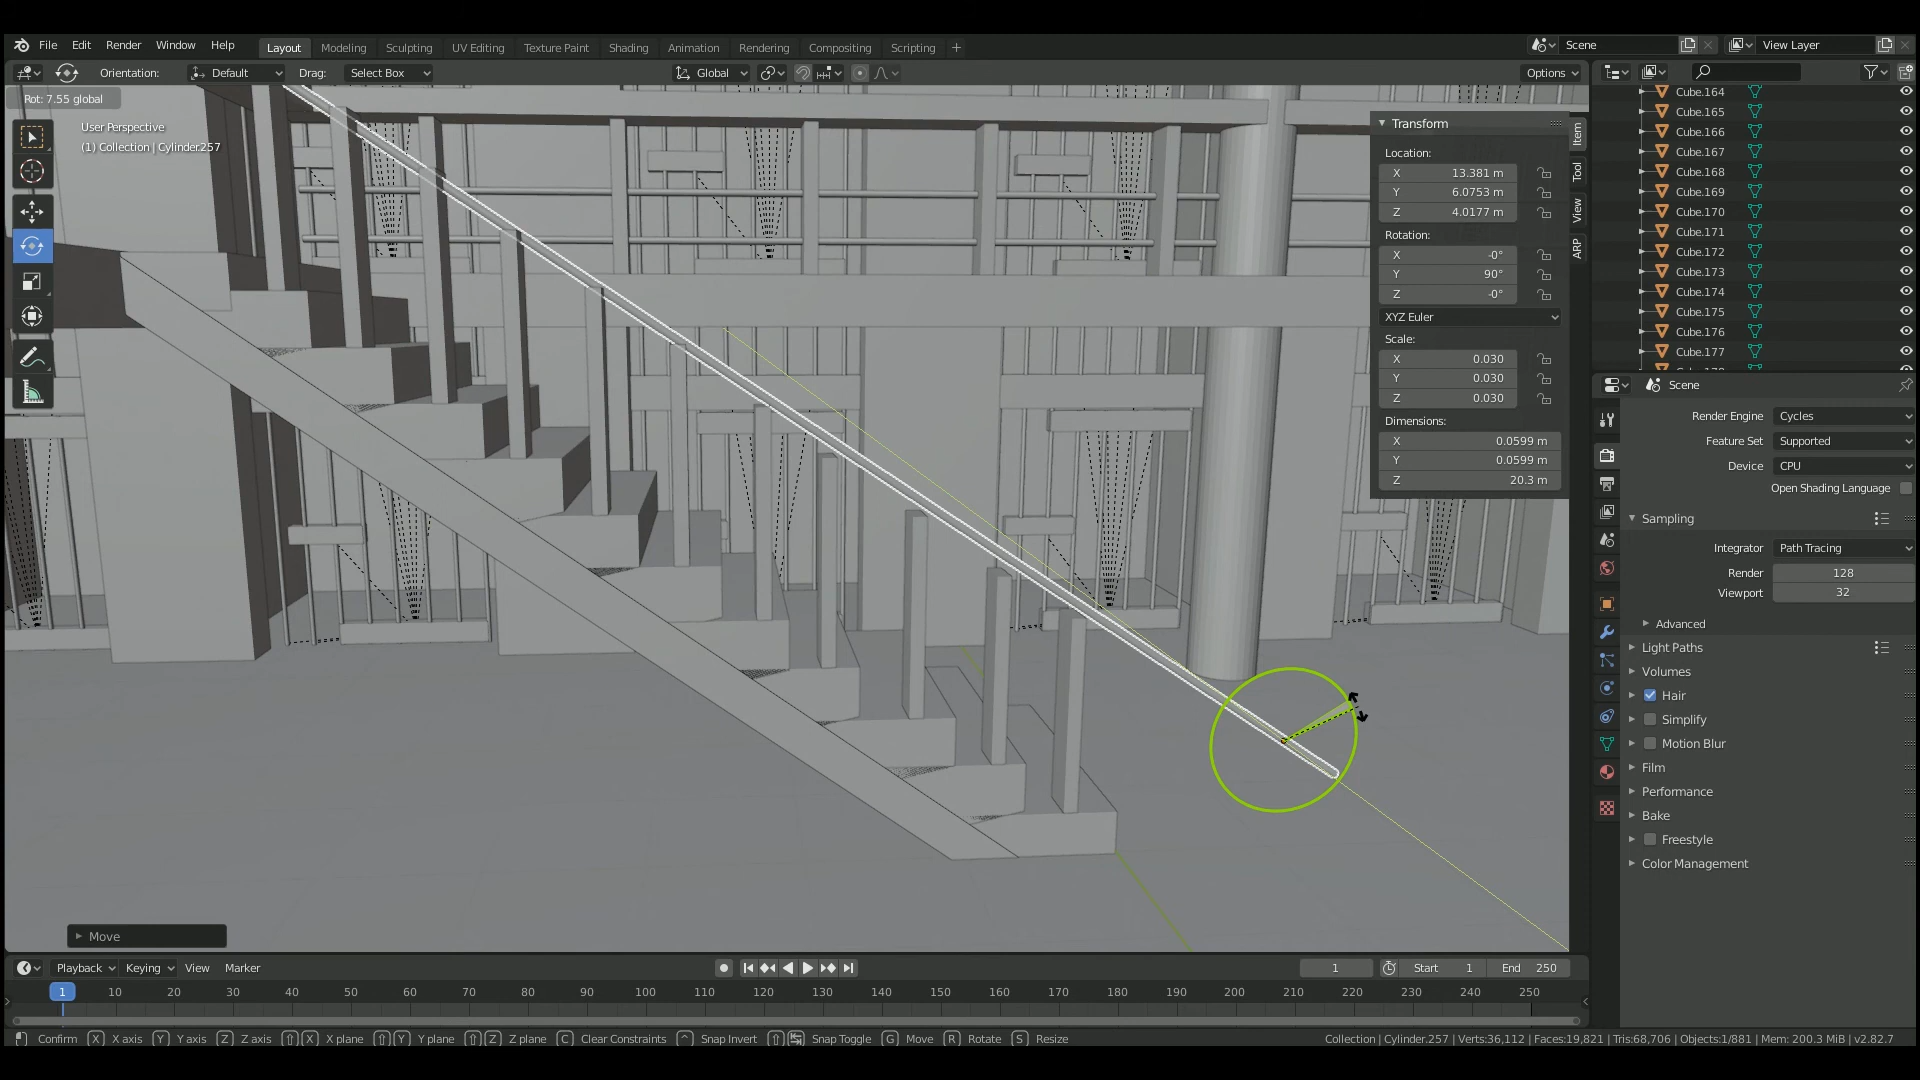 File Edit Render Window Help Layout Modeling Sculpting UV Editing Texture Paint Shading Animation Rendering Compositing Scripting + Scene View Layer
Orientation: Default Drag: Select Box Global Options
Rot: 7.55 global
User Perspective
(1) Collection | Cylinder.257
Transform
Location:
X 13.381 m
Y 6.0753 m
Z 4.0177 m
Rotation:
X -0°
Y 90°
Z -0°
XYZ Euler
Scale:
X 0.030
Y 0.030
Z 0.030
Dimensions:
X 0.0599 m
Y 0.0599 m
Z 20.3 m
Item
Tool
View
ARP
Cube.164
Cube.165
Cube.166
Cube.167
Cube.168
Cube.169
Cube.170
Cube.171
Cube.172
Cube.173
Cube.174
Cube.175
Cube.176
Cube.177
Scene
Render Engine Cycles
Feature Set Supported
Device CPU
Open Shading Language
Sampling
Integrator Path Tracing
Render 128
Viewport 32
Advanced
Light Paths
Volumes
Hair
Simplify
Motion Blur
Film
Performance
Bake
Freestyle
Color Management
Move
Playback Keying View Marker 1 Start 1 End 250
1 10 20 30 40 50 60 70 80 90 100 110 120 130 140 150 160 170 180 190 200 210 220 230 240 250
Confirm X X axis Y Y axis Z Z axis X X plane Y Y plane Z Z plane C Clear Constraints Snap Invert Snap Toggle G Move R Rotate S Resize Collection | Cylinder.257 | Verts:36,112 | Faces:19,821 | Tris:68,706 | Objects:1/881 | Mem: 200.3 MiB | v2.82.7